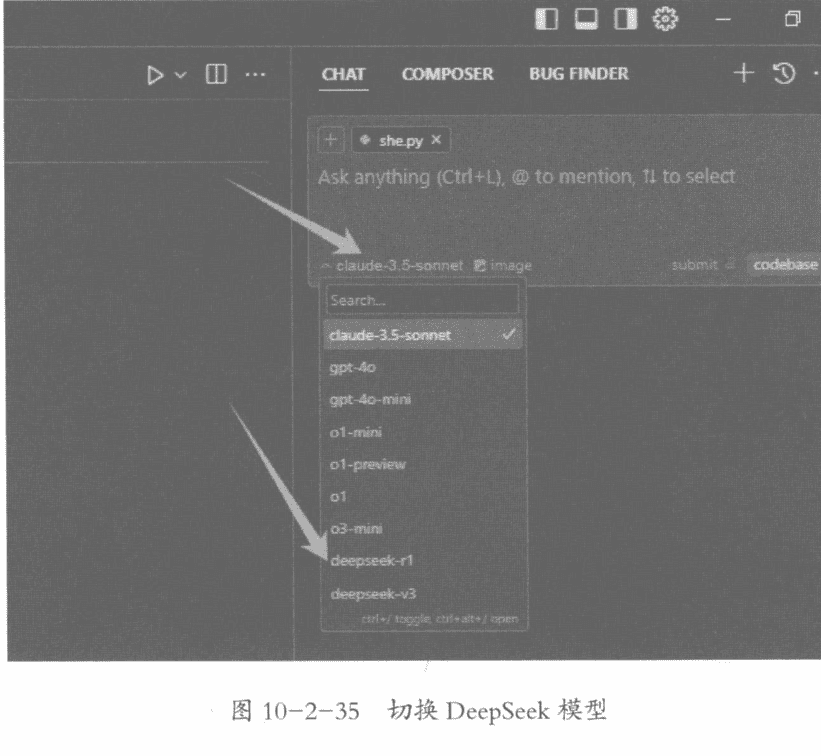 CHAT COMPOSER BUG FINDER
she.py
Ask anything (Ctrl+L), @ to mention, ⇅ to select
claude-3.5-sonnet image submit codebase
Search...
claude-3.5-sonnet
gpt-4o
gpt-4o-mini
o1-mini
o1-preview
o1
o3-mini
deepseek-r1
deepseek-v3
ctrl+/ toggle, ctrl+alt+/ open
图 10-2-35 切换 DeepSeek 模型